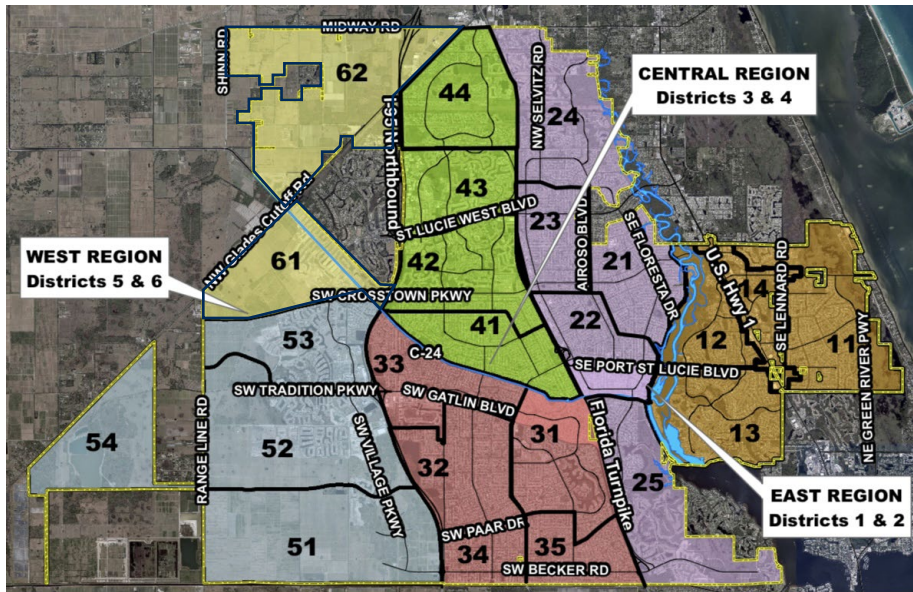 MIDWAY RD
SHINN RD
62
I-95 Northbound
44
NW SELVITZ RD
24
CENTRAL REGION
Districts 3 & 4
43
ST LUCIE WEST BLVD
23
AIROSO BLVD
SE FLORESTA DR
NW Glades Cutoff Rd
WEST REGION
Districts 5 & 6
61
42
21
U.S. Hwy 1
14
SE LENNARD RD
SW CROSSTOWN PKWY
41
22
12
11
NE GREEN RIVER PWY
53
33
C-24
SE PORT ST LUCIE BLVD
SW TRADITION PKWY
SW GATLIN BLVD
54
RANGE LINE RD
52
SW VILLAGE PKWY
32
31
Florida Turnpike
13
25
EAST REGION
Districts 1 & 2
SW PAAR DR
51
34
35
SW BECKER RD